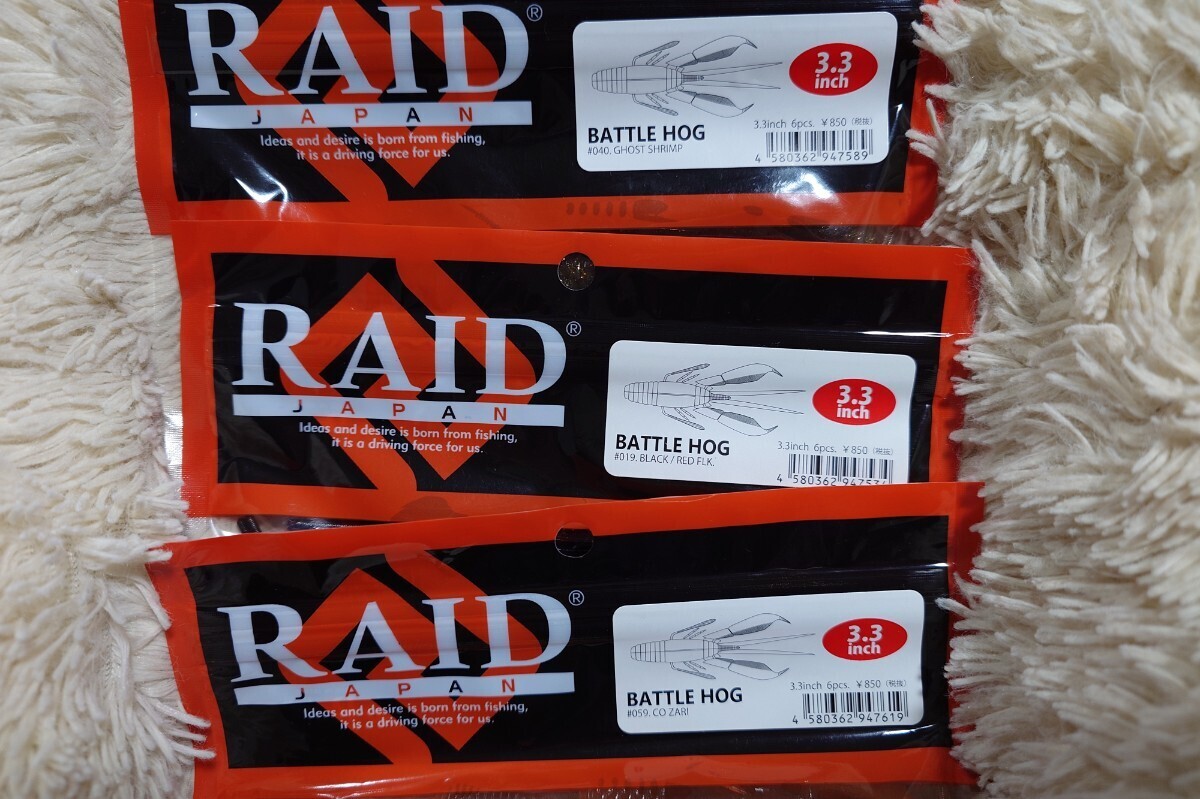 RAID®
JAPAN
Ideas and desire is born from fishing,
it is a driving force for us.
3.3
inch
BATTLE HOG
#040. GHOST SHRIMP
3.3inch 6pcs. ¥850 (税抜)
4 580362 947589
RAID®
JAPAN
Ideas and desire is born from fishing,
it is a driving force for us.
3.3
inch
BATTLE HOG
#019. BLACK / RED FLK.
3.3inch 6pcs. ¥850 (税抜)
4 580362
RAID®
JAPAN
Ideas and desire is born from fishing,
it is a driving force for us.
3.3
inch
BATTLE HOG
#059. CO ZARI
3.3inch 6pcs. ¥850 (税抜)
4 580362 947619